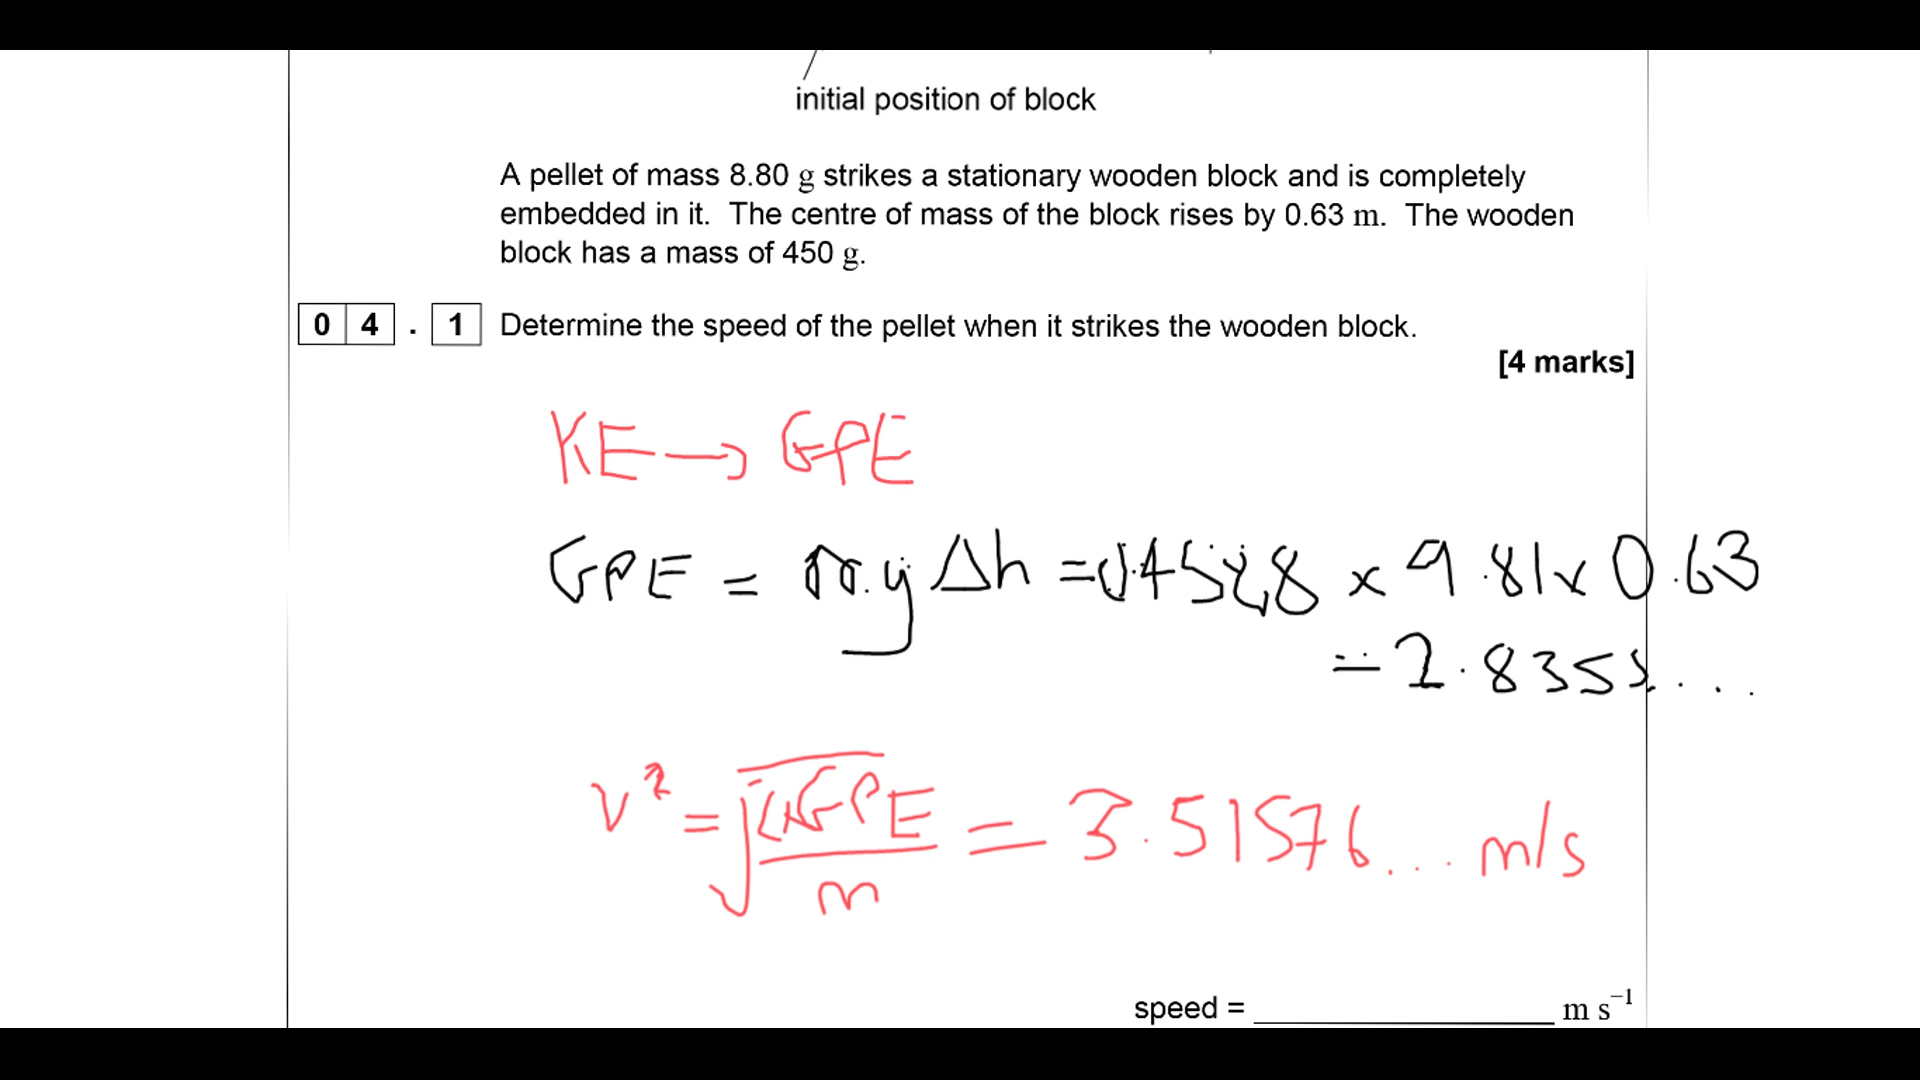 initial position of block
A pellet of mass 8.80 g strikes a stationary wooden block and is completely
embedded in it. The centre of mass of the block rises by 0.63 m. The wooden
block has a mass of 450 g.
0 4 . 1 Determine the speed of the pellet when it strikes the wooden block.
[4 marks]
KE → GPE
GPE = m g Δh = 0.4588 × 9.81 × 0.63
= 2.8355...
v² = √(2×GPE/m) = 3.51576... m/s
speed = ____________ m s⁻¹